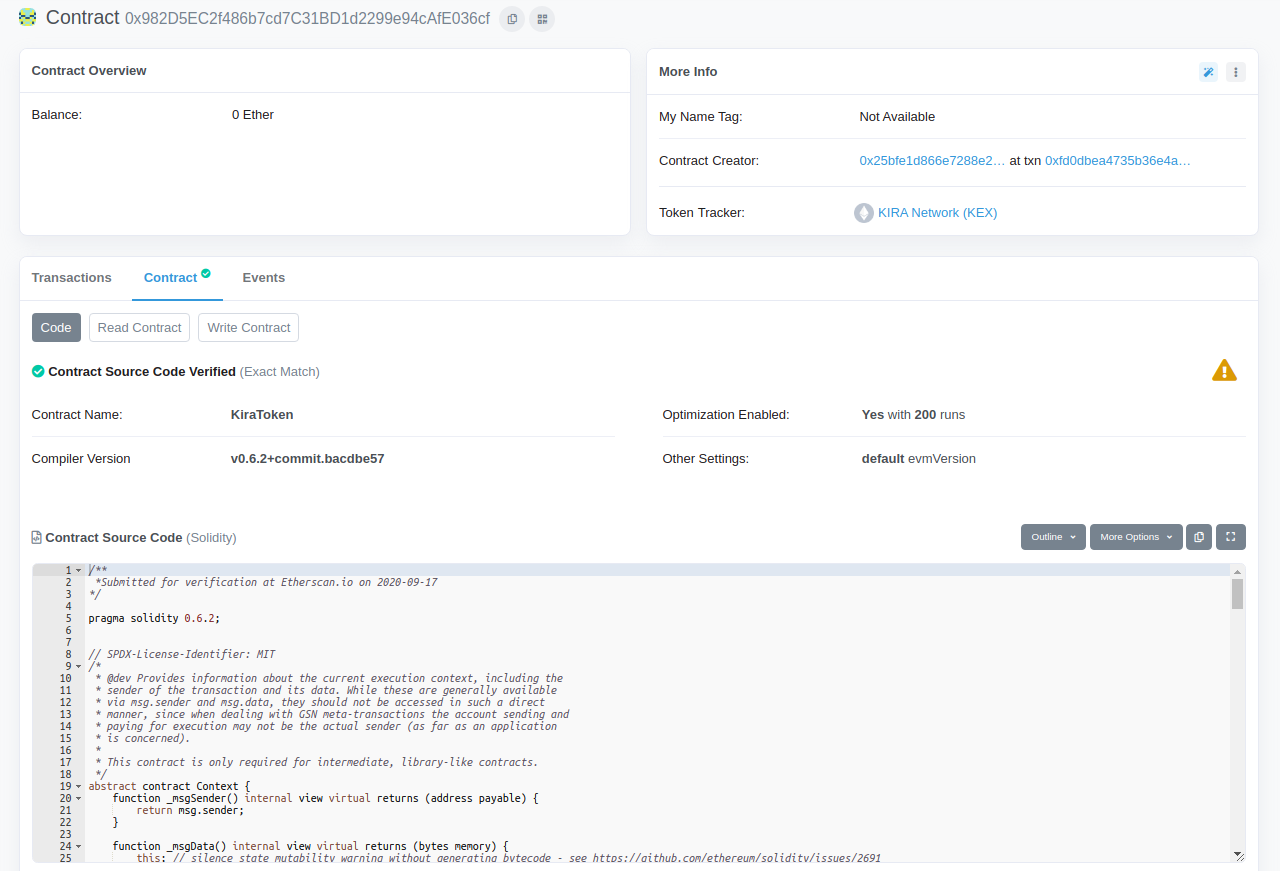 Contract 0x982D5EC2f486b7cd7C31BD1d2299e94cAfE036cf
Contract Overview
Balance: 0 Ether
More Info
My Name Tag: Not Available
Contract Creator: 0x25bfe1d866e7288e2… at txn 0xfd0dbea4735b36e4a…
Token Tracker: KIRA Network (KEX)
Transactions Contract Events
Code Read Contract Write Contract
Contract Source Code Verified (Exact Match)
Contract Name: KiraToken
Optimization Enabled: Yes with 200 runs
Compiler Version v0.6.2+commit.bacdbe57
Other Settings: default evmVersion
Contract Source Code (Solidity)
Outline More Options
1 /**
2  *Submitted for verification at Etherscan.io on 2020-09-17
3 */
4
5 pragma solidity 0.6.2;
6
7
8 // SPDX-License-Identifier: MIT
9 /*
10  * @dev Provides information about the current execution context, including the
11  * sender of the transaction and its data. While these are generally available
12  * via msg.sender and msg.data, they should not be accessed in such a direct
13  * manner, since when dealing with GSN meta-transactions the account sending and
14  * paying for execution may not be the actual sender (as far as an application
15  * is concerned).
16  *
17  * This contract is only required for intermediate, library-like contracts.
18  */
19 abstract contract Context {
20     function _msgSender() internal view virtual returns (address payable) {
21         return msg.sender;
22     }
23
24     function _msgData() internal view virtual returns (bytes memory) {
25         this; // silence state mutability warning without generating bytecode - see https://github.com/ethereum/solidity/issues/2691